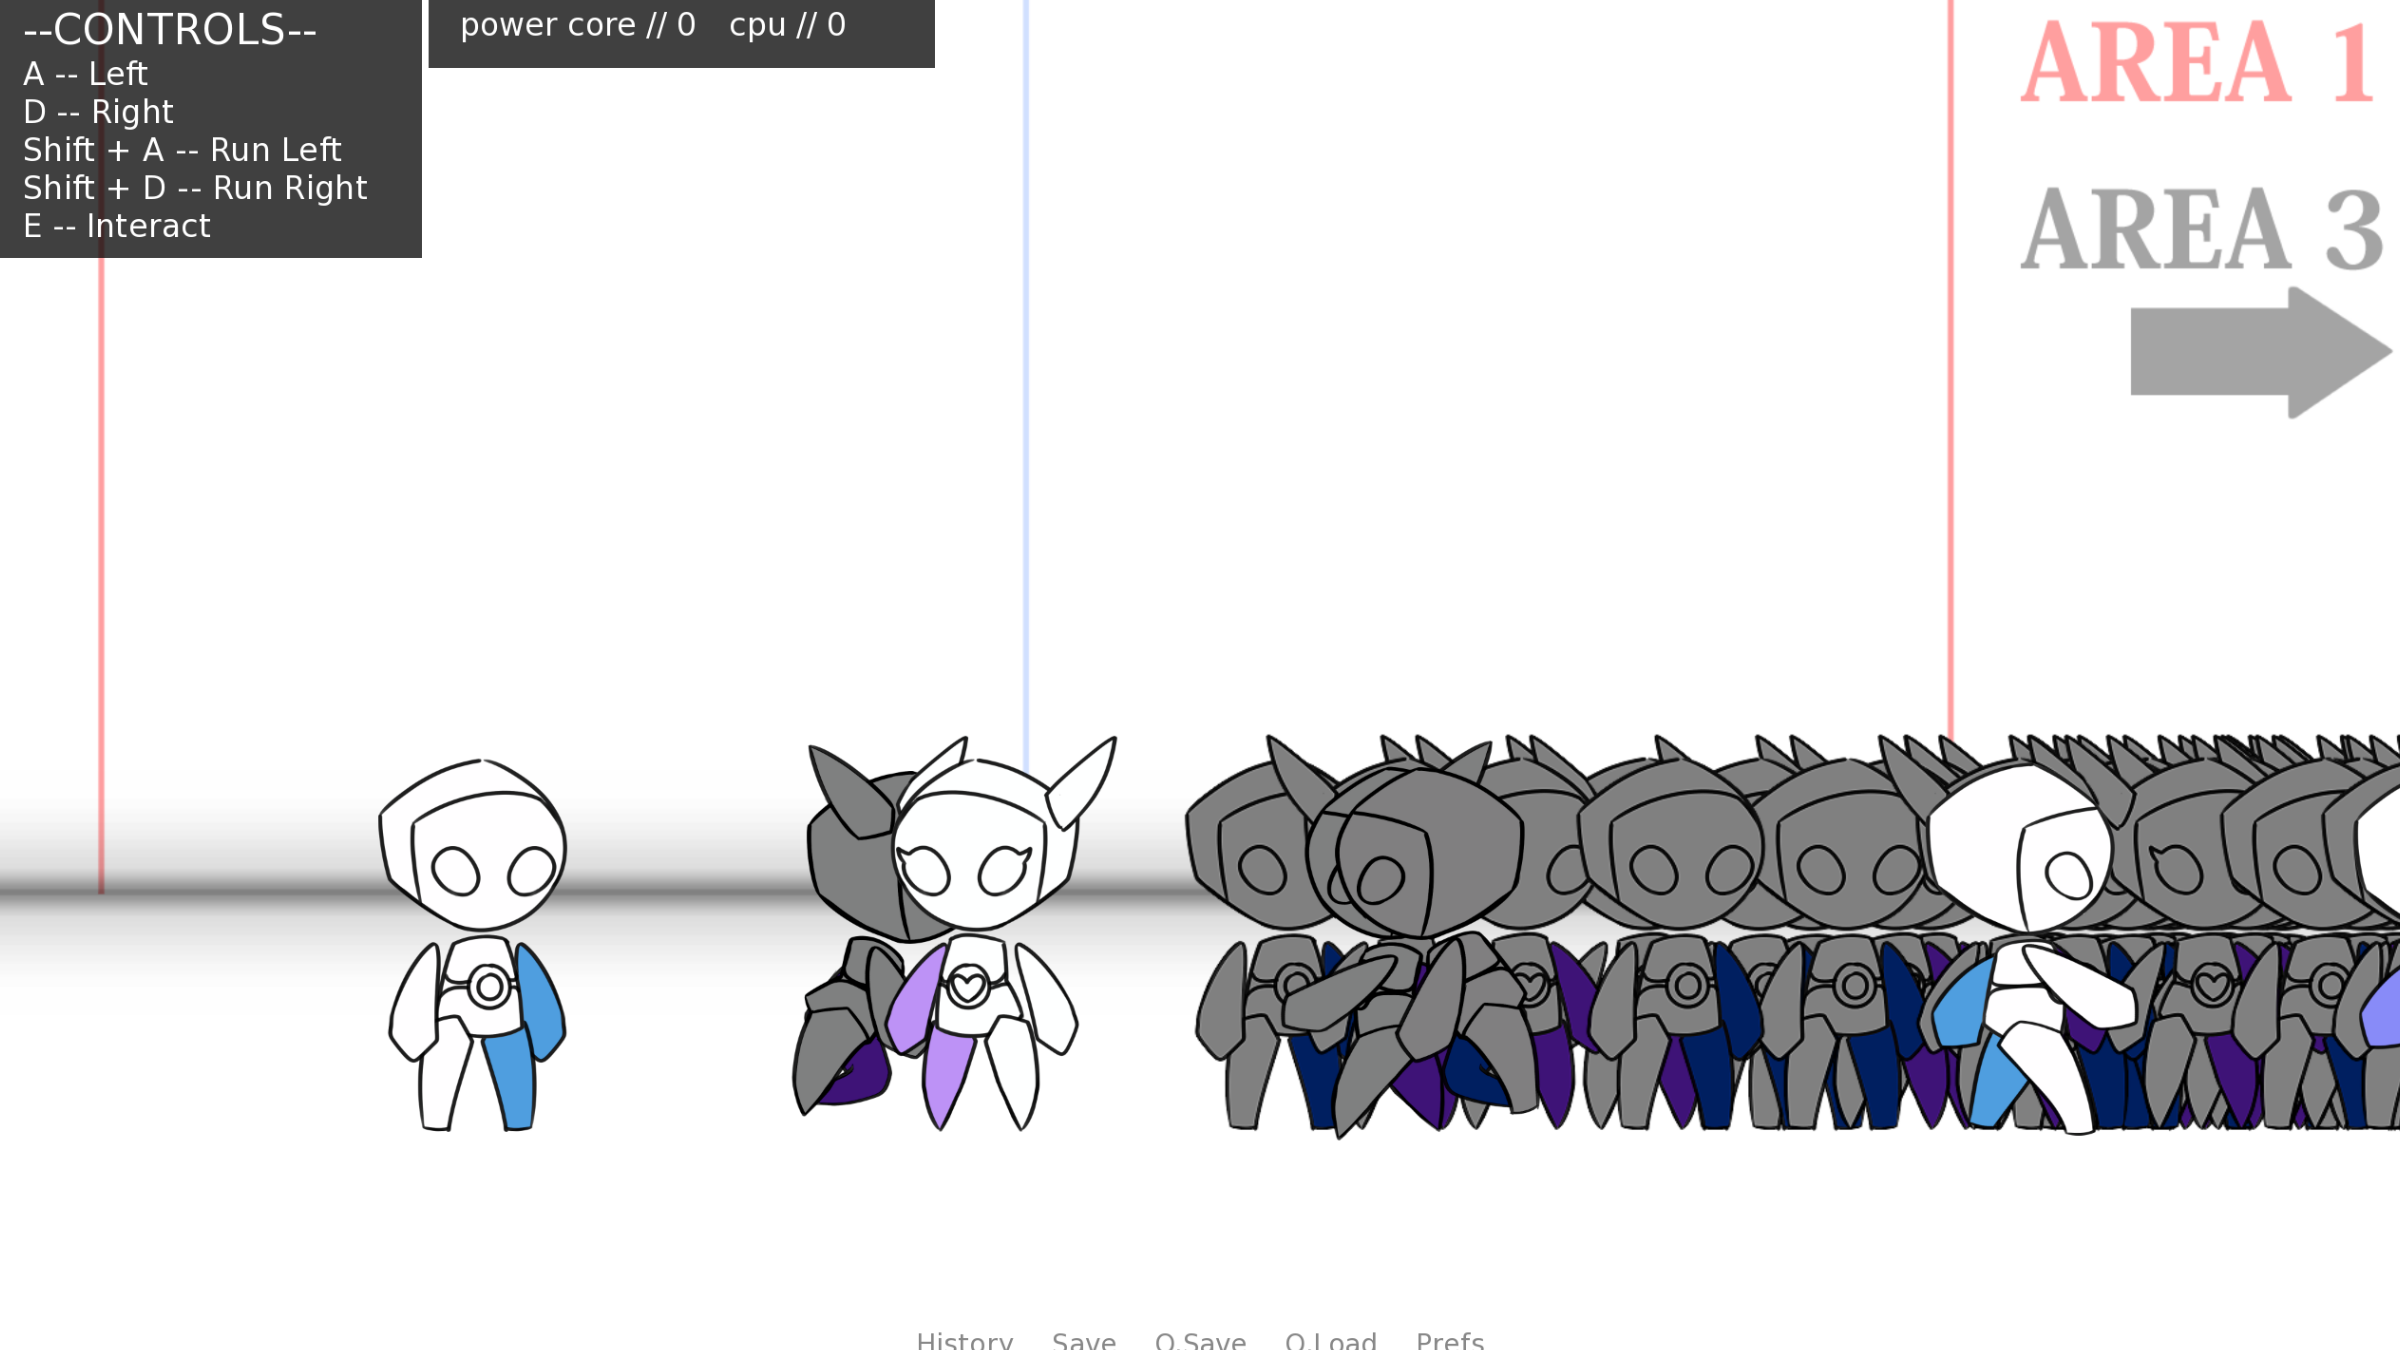 --CONTROLS--
A -- Left
D -- Right
Shift + A -- Run Left
Shift + D -- Run Right
E -- Interact
power core // 0 cpu // 0
AREA 1
AREA 3
History Save Q.Save Q.Load Prefs